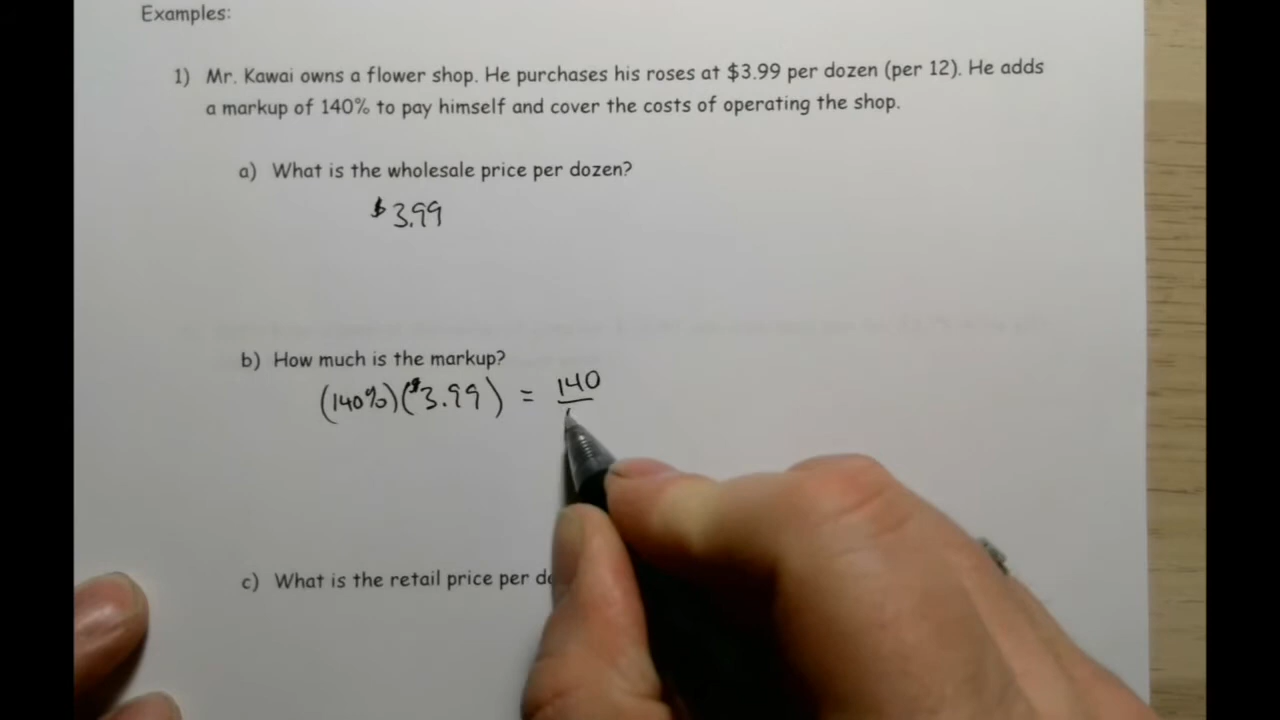 Examples:
1) Mr. Kawai owns a flower shop. He purchases his roses at $3.99 per dozen (per 12). He adds
a markup of 140% to pay himself and cover the costs of operating the shop.
a) What is the wholesale price per dozen?
$3.99
b) How much is the markup?
(140%)($3.99) = 140
c) What is the retail price per